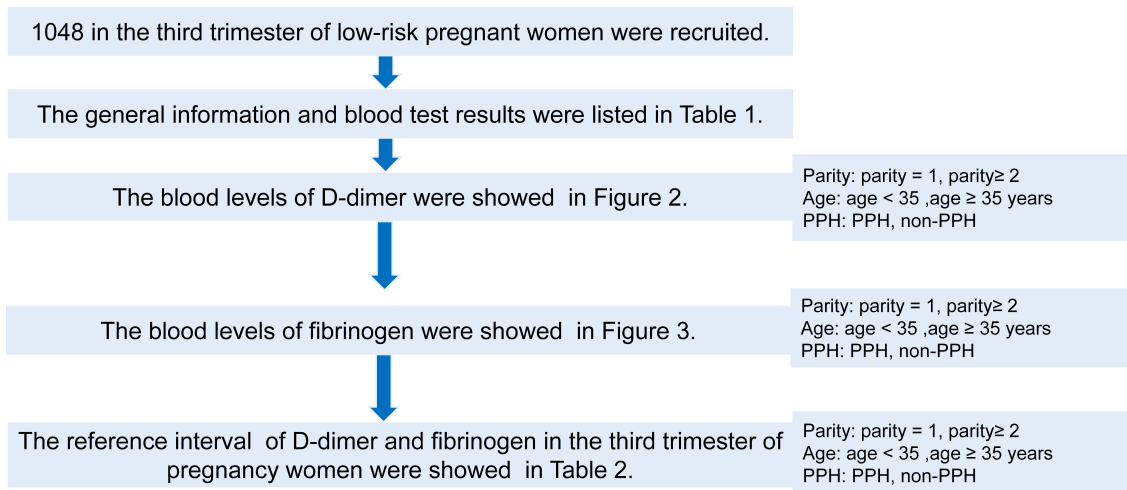 1048 in the third trimester of low-risk pregnant women were recruited.
The general information and blood test results were listed in Table 1.
The blood levels of D-dimer were showed  in Figure 2.
Parity: parity = 1, parity≥ 2
Age: age < 35 ,age ≥ 35 years
PPH: PPH, non-PPH
The blood levels of fibrinogen were showed  in Figure 3.
Parity: parity = 1, parity≥ 2
Age: age < 35 ,age ≥ 35 years
PPH: PPH, non-PPH
The reference interval  of D-dimer and fibrinogen in the third trimester of
pregnancy women were showed  in Table 2.
Parity: parity = 1, parity≥ 2
Age: age < 35 ,age ≥ 35 years
PPH: PPH, non-PPH